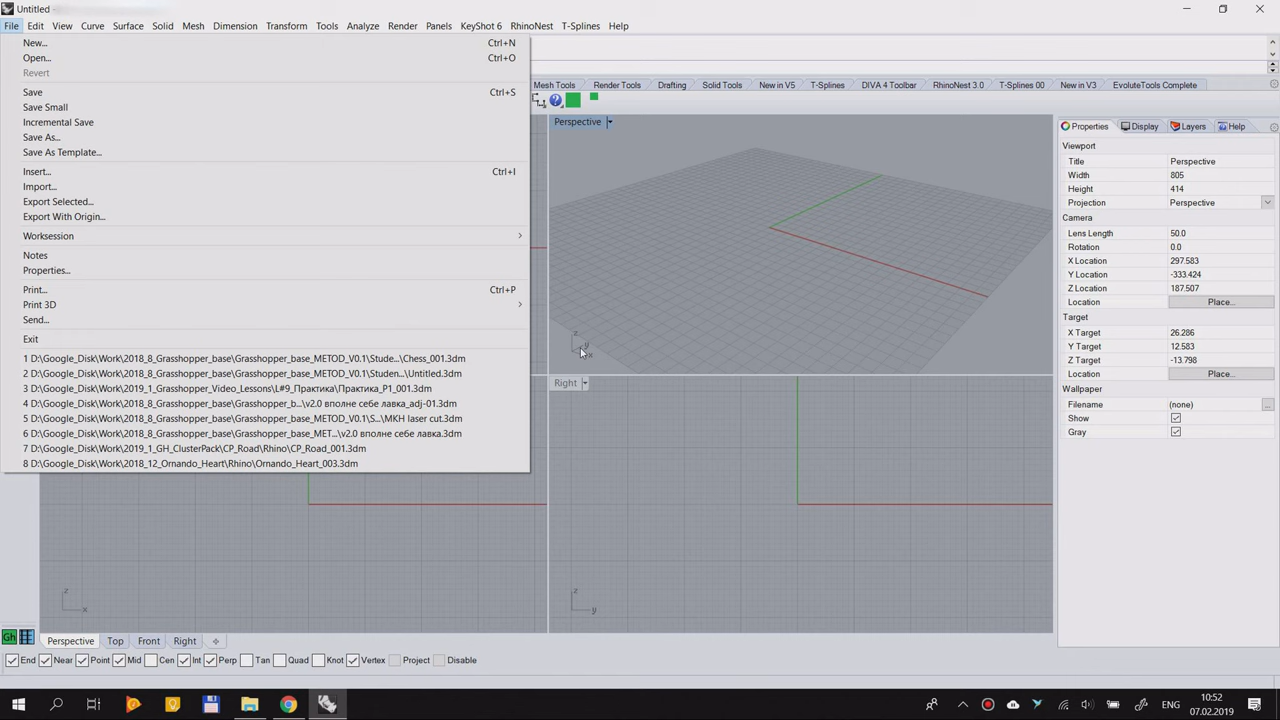 Untitled
File Edit View Curve Surface Solid Mesh Dimension Transform Tools Analyze Render Panels KeyShot 6 RhinoNest T-Splines Help
New... Ctrl+N
Open... Ctrl+O
Revert
Save Ctrl+S
Save Small
Incremental Save
Save As...
Save As Template...
Insert... Ctrl+I
Import...
Export Selected...
Export With Origin...
Worksession
Notes
Properties...
Print... Ctrl+P
Print 3D
Send...
Exit
1 D:\Google_Disk\Work\2018_8_Grasshopper_base\Grasshopper_base_METOD_V0.1\Stude...\Chess_001.3dm
2 D:\Google_Disk\Work\2018_8_Grasshopper_base\Grasshopper_base_METOD_V0.1\Studen...\Untitled.3dm
3 D:\Google_Disk\Work\2019_1_Grasshopper_Video_Lessons\L#9_Практика\Практика_P1_001.3dm
4 D:\Google_Disk\Work\2018_8_Grasshopper_base\Grasshopper_b...\v2.0 вполне себе лавка_adj-01.3dm
5 D:\Google_Disk\Work\2018_8_Grasshopper_base\Grasshopper_base_METOD_V0.1\S...\MKH laser cut.3dm
6 D:\Google_Disk\Work\2018_8_Grasshopper_base\Grasshopper_base_MET...\v2.0 вполне себе лавка.3dm
7 D:\Google_Disk\Work\2019_1_GH_ClusterPack\CP_Road\Rhino\CP_Road_001.3dm
8 D:\Google_Disk\Work\2018_12_Ornando_Heart\Rhino\Ornando_Heart_003.3dm
Mesh Tools Render Tools Drafting Solid Tools New in V5 T-Splines DIVA 4 Toolbar RhinoNest 3.0 T-Splines 00 New in V3 EvoluteTools Complete
Perspective
z
y
x
Right
z
x
z
y
Properties Display Layers Help
Viewport
Title Perspective
Width 805
Height 414
Projection Perspective
Camera
Lens Length 50.0
Rotation 0.0
X Location 297.583
Y Location -333.424
Z Location 187.507
Location Place...
Target
X Target 26.286
Y Target 12.583
Z Target -13.798
Location Place...
Wallpaper
Filename (none) ...
Show
Gray
Gh
Perspective Top Front Right
End Near Point Mid Cen Int Perp Tan Quad Knot Vertex Project Disable
ENG
10:52
07.02.2019